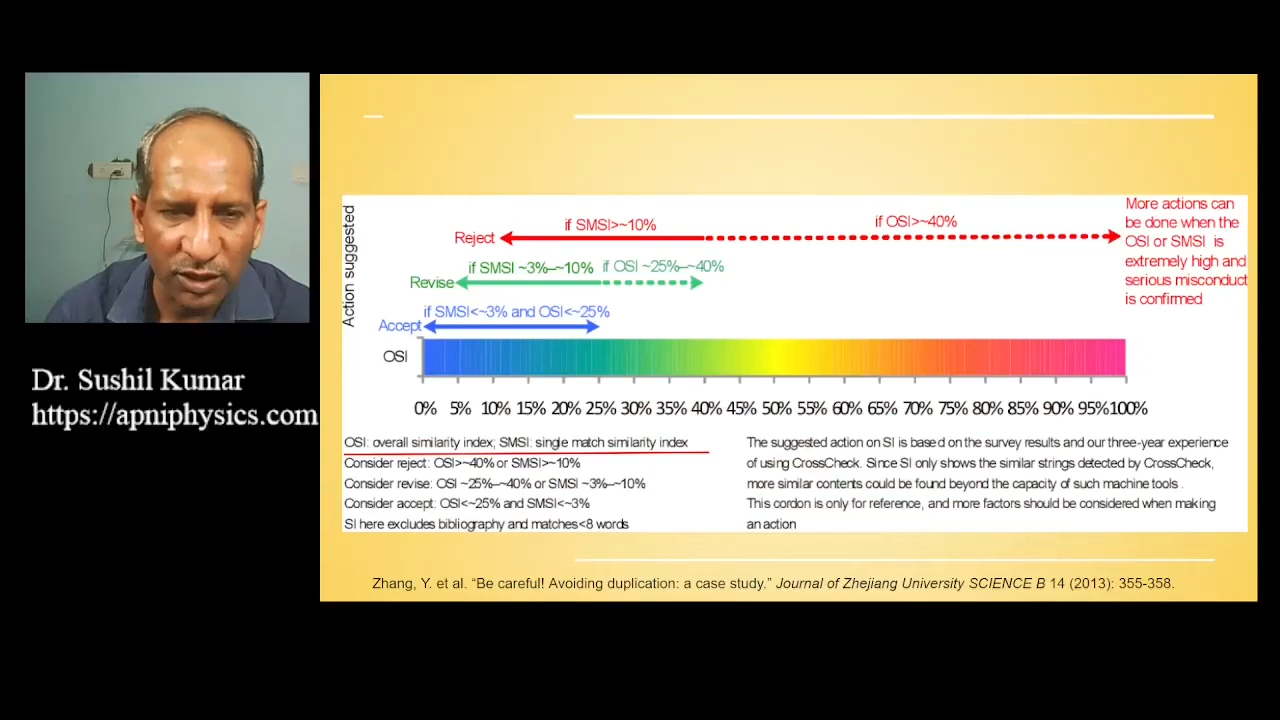 Dr. Sushil Kumar
https://apniphysics.com
Action suggested
Reject
if SMSI>~10%
if OSI>~40%
More actions can
be done when the
OSI or SMSI is
extremely high and
serious misconduct
is confirmed
Revise
if SMSI ~3%–~10%
if OSI ~25%–~40%
Accept
if SMSI<~3% and OSI<~25%
OSI
0% 5% 10% 15% 20% 25% 30% 35% 40% 45% 50% 55% 60% 65% 70% 75% 80% 85% 90% 95% 100%
OSI: overall similarity index; SMSI: single match similarity index
Consider reject: OSI>~40% or SMSI>~10%
Consider revise: OSI ~25%–~40% or SMSI ~3%–~10%
Consider accept: OSI<~25% and SMSI<~3%
SI here excludes bibliography and matches<8 words
The suggested action on SI is based on the survey results and our three-year experience
of using CrossCheck. Since SI only shows the similar strings detected by CrossCheck,
more similar contents could be found beyond the capacity of such machine tools .
This cordon is only for reference, and more factors should be considered when making
an action
Zhang, Y. et al. “Be careful! Avoiding duplication: a case study.” Journal of Zhejiang University SCIENCE B 14 (2013): 355-358.